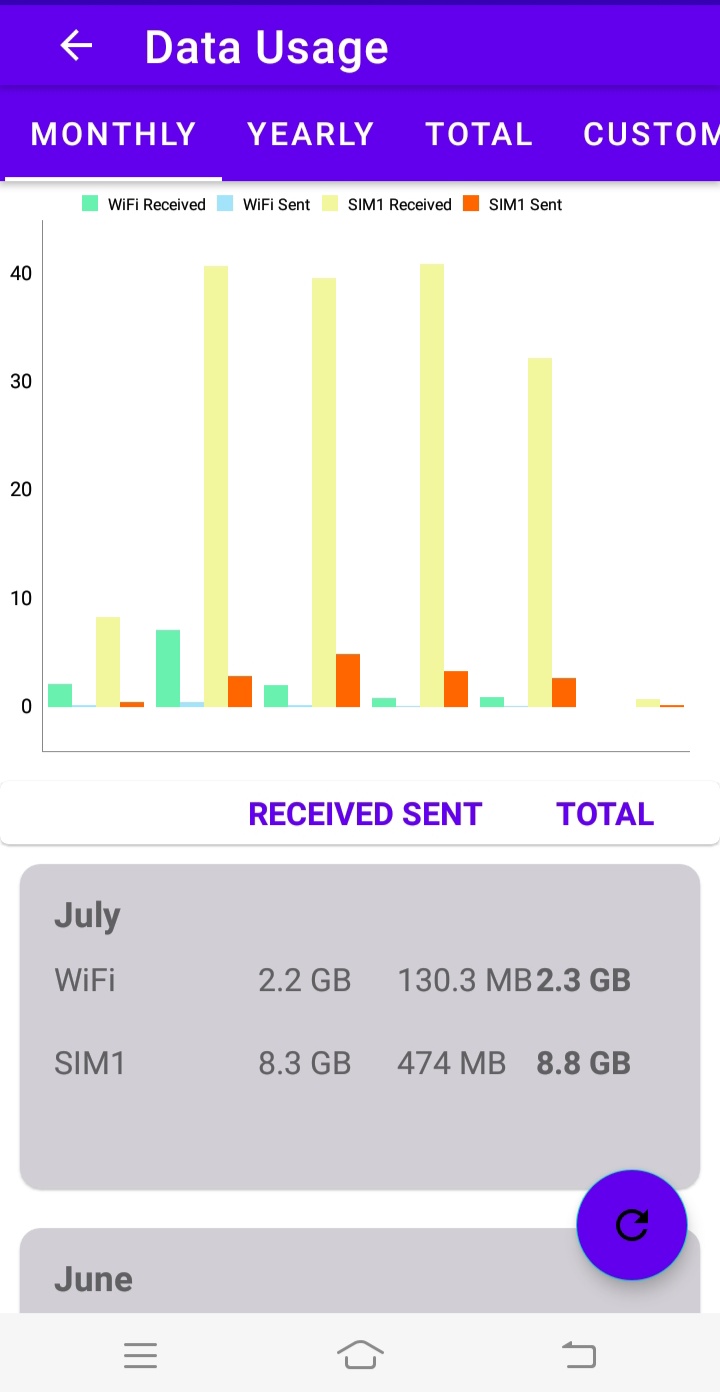 Data Usage
MONTHLY YEARLY TOTAL CUSTOM
WiFi Received WiFi Sent SIM1 Received SIM1 Sent
40
30
20
10
0
RECEIVED SENT TOTAL
July
WiFi 2.2 GB 130.3 MB 2.3 GB
SIM1 8.3 GB 474 MB 8.8 GB
June